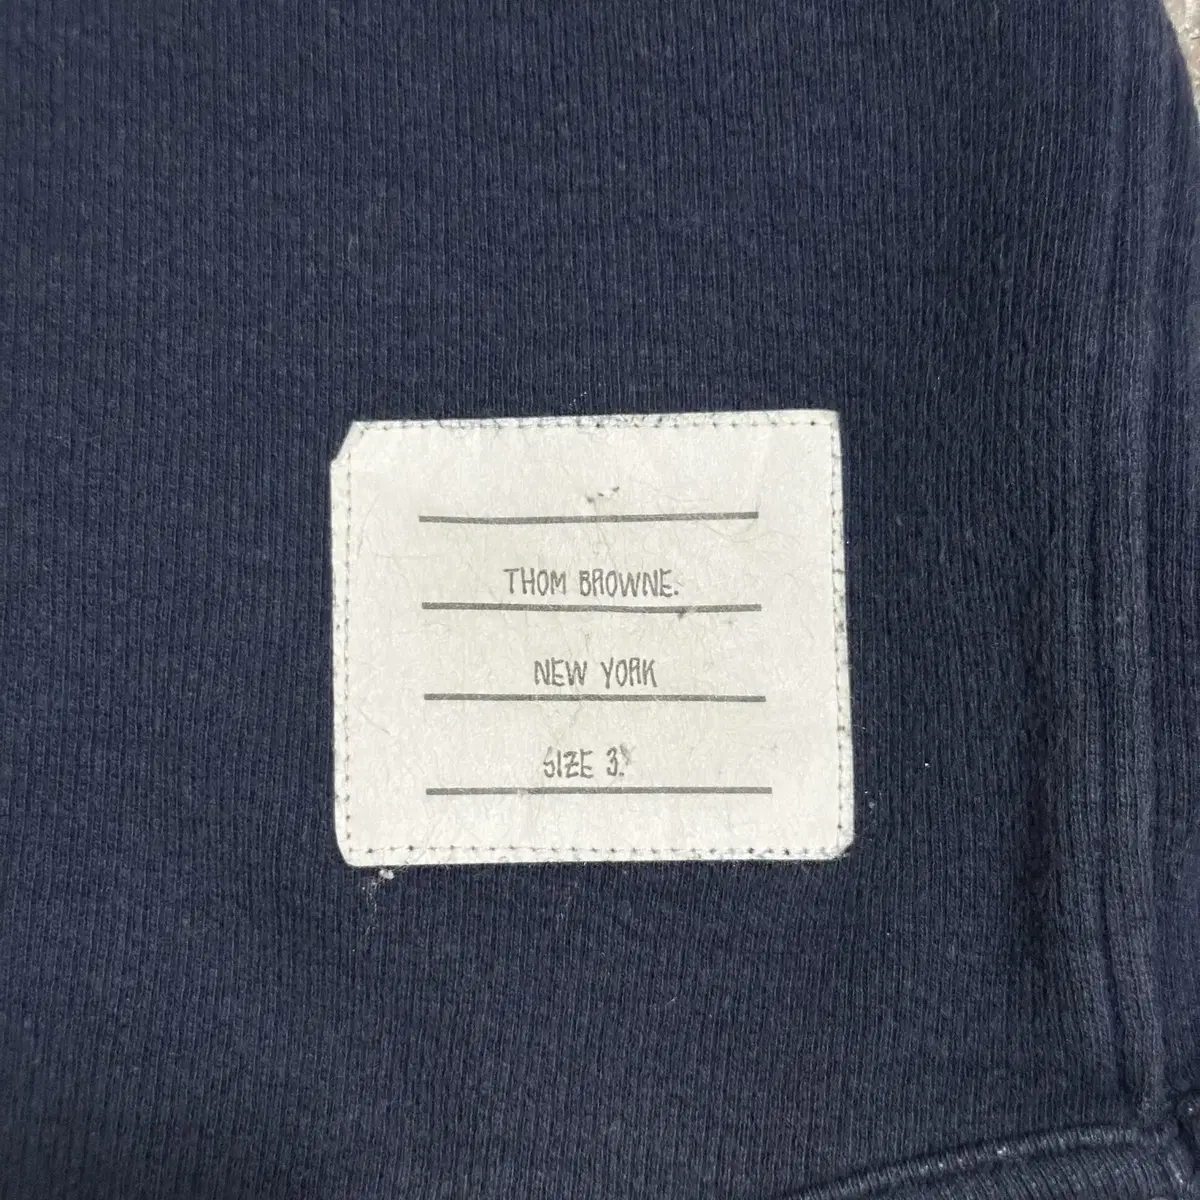 THOM BROWNE.
NEW YORK
SIZE 3.